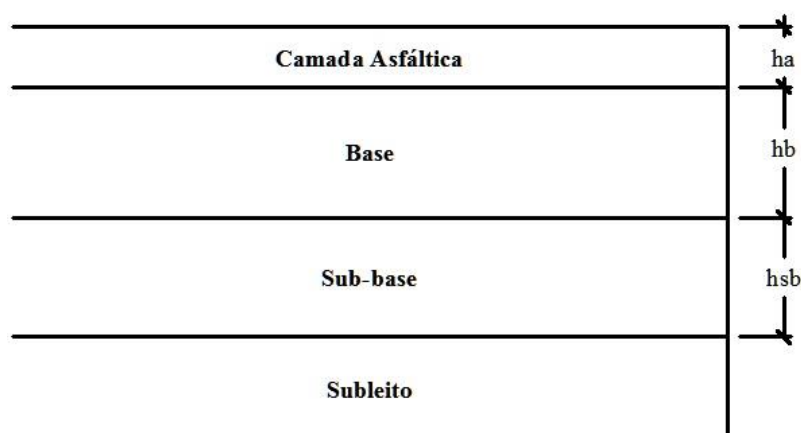 Camada Asfáltica
ha
Base
hb
Sub-base
hsb
Subleito